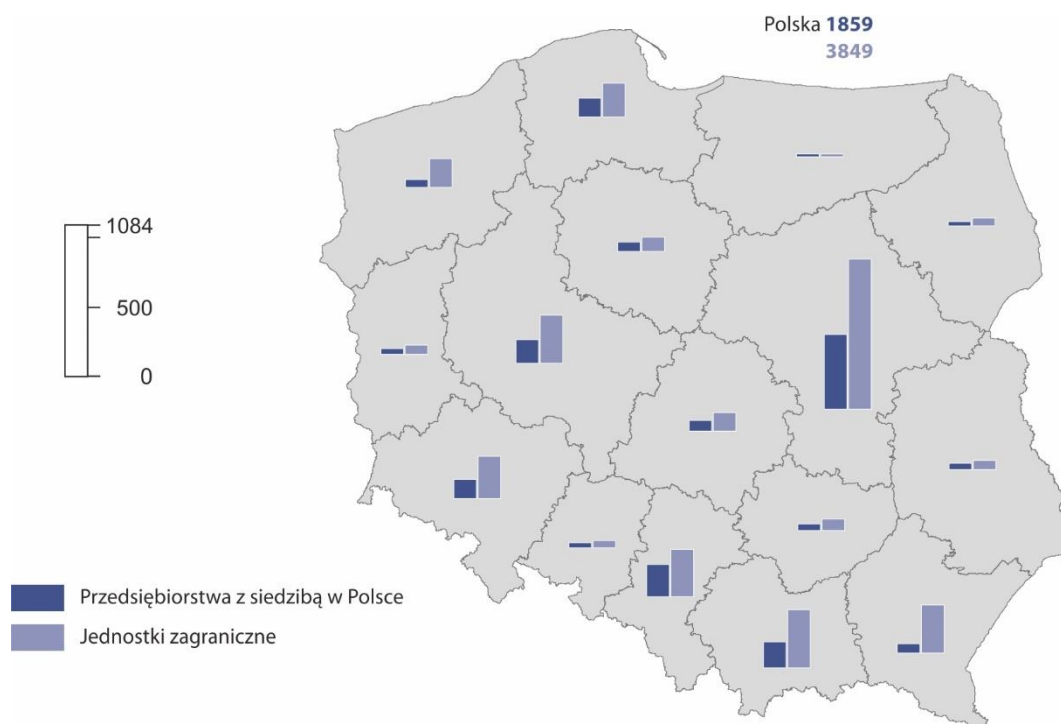 Polska 1859
3849
1084
500
0
Przedsiębiorstwa z siedzibą w Polsce
Jednostki zagraniczne